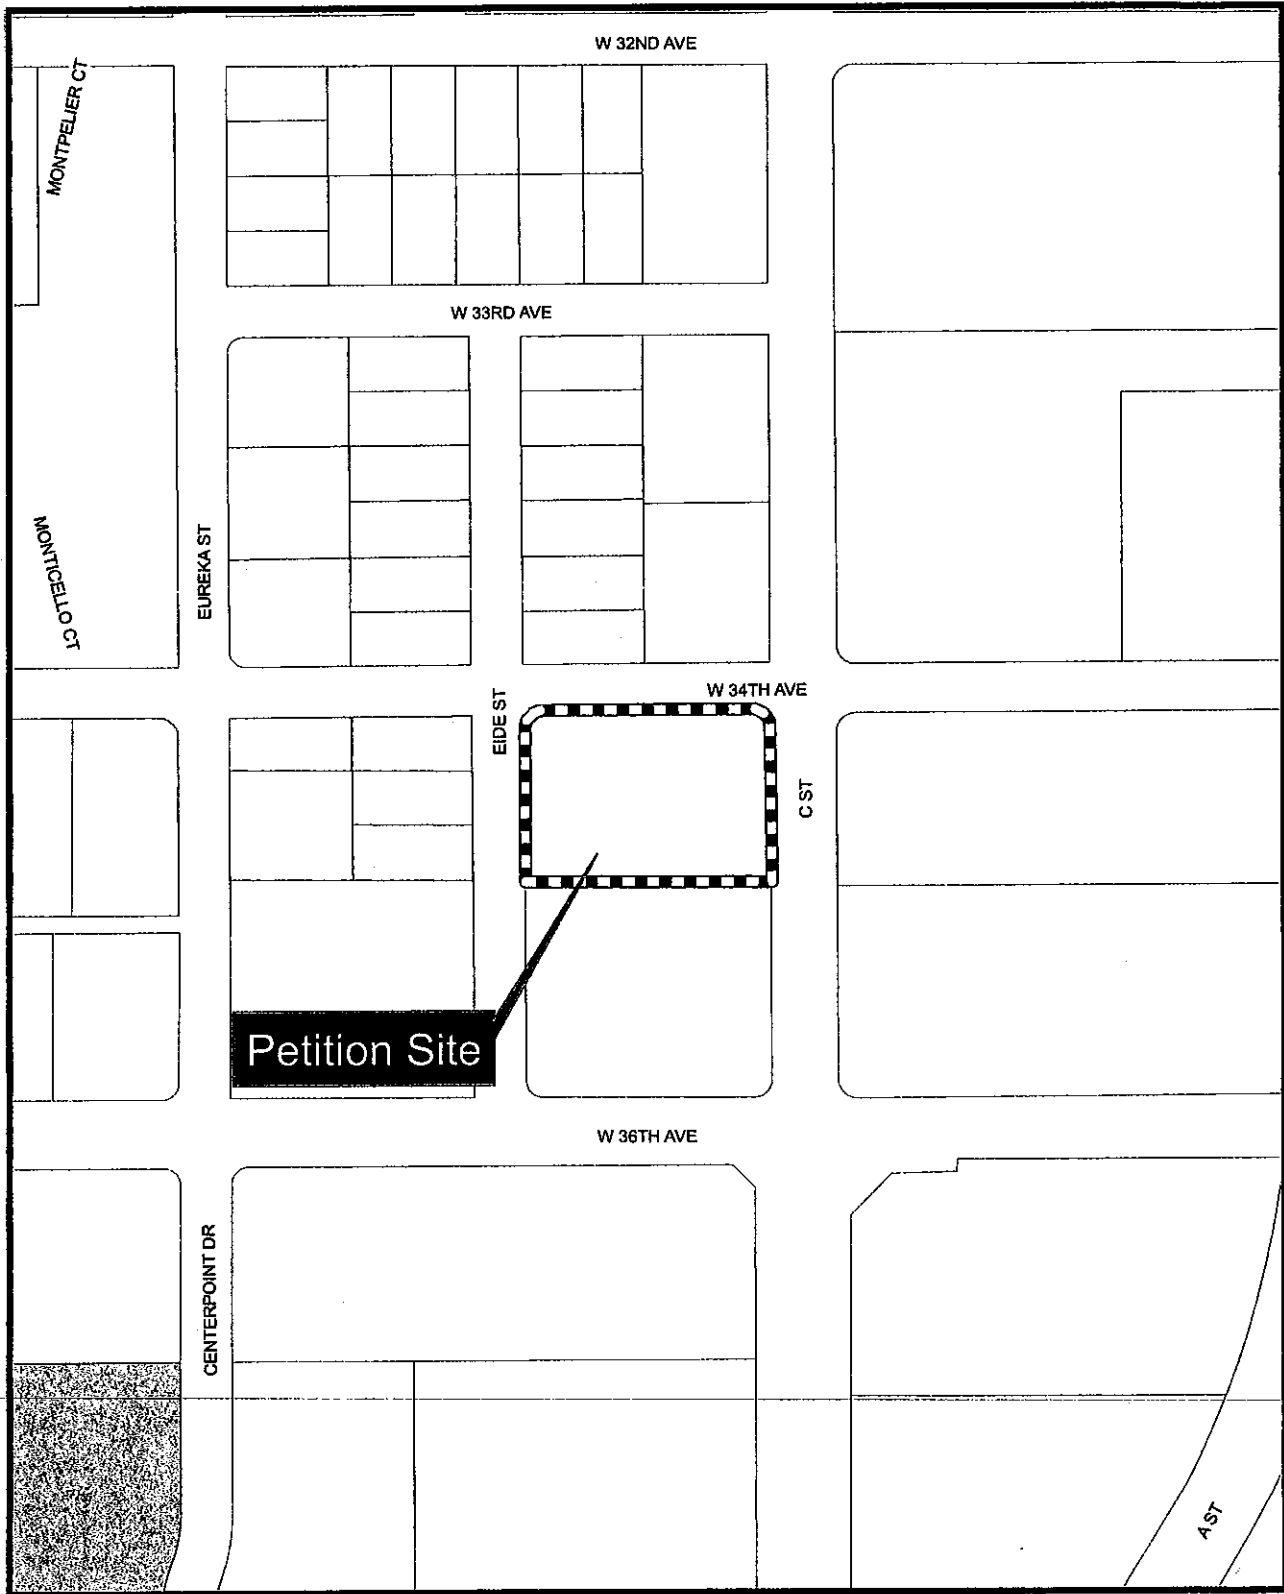 W 32ND AVE
MONTPELIER CT
W 33RD AVE
MONTICELLO CT
EUREKA ST
EIDE ST
W 34TH AVE
C ST
Petition Site
W 36TH AVE
CENTERPOINT DR
A ST